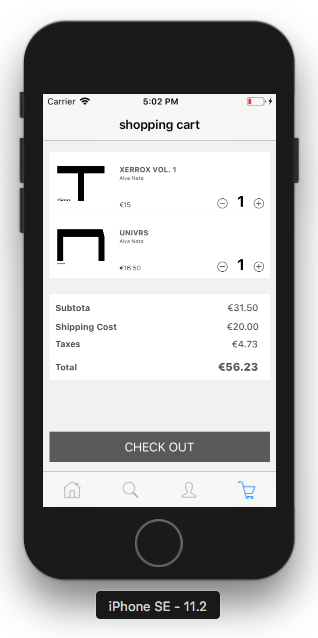 Carrier 5:02 PM
shopping cart
XERROX VOL. 1
Alva Noto
€15
1
UNIVRS
Alva Noto
€16.50
1
Subtota €31.50
Shipping Cost €20.00
Taxes €4.73
Total €56.23
CHECK OUT
iPhone SE - 11.2